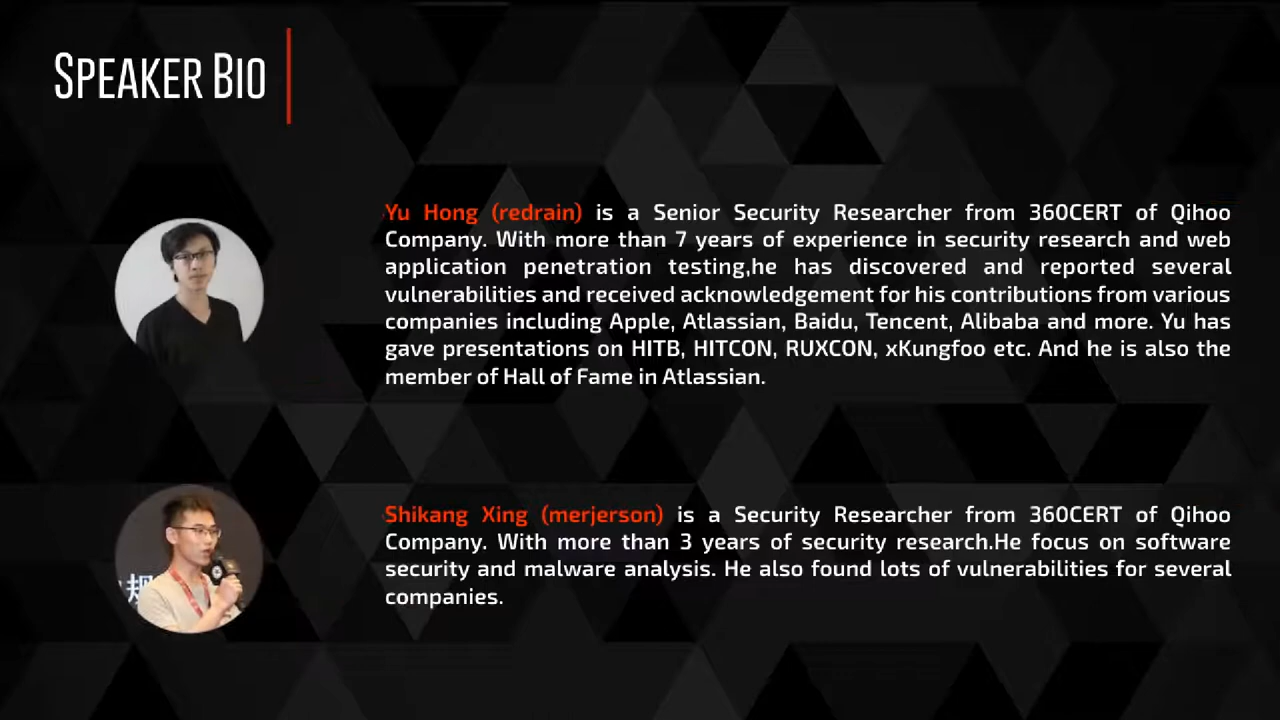 SPEAKER BIO
Yu Hong (redrain) is a Senior Security Researcher from 360CERT of Qihoo
Company. With more than 7 years of experience in security research and web
application penetration testing,he has discovered and reported several
vulnerabilities and received acknowledgement for his contributions from various
companies including Apple, Atlassian, Baidu, Tencent, Alibaba and more. Yu has
gave presentations on HITB, HITCON, RUXCON, xKungfoo etc. And he is also the
member of Hall of Fame in Atlassian.
Shikang Xing (merjerson) is a Security Researcher from 360CERT of Qihoo
Company. With more than 3 years of security research.He focus on software
security and malware analysis. He also found lots of vulnerabilities for several
companies.